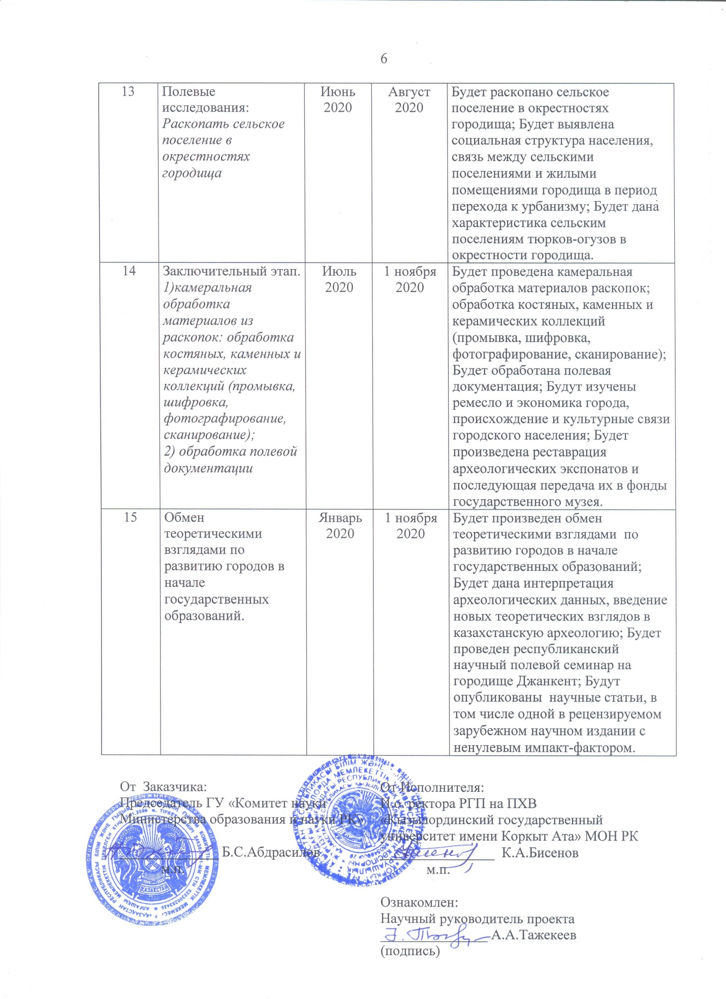 6
13
Полевые
исследования:
Раскопать сельское
поселение в
окрестностях
городища
Июнь
2020
Август
2020
Будет раскопано сельское
поселение в окрестностях
городища; Будет выявлена
социальная структура населения,
связь между сельскими
поселениями и жилыми
помещениями городища в период
перехода к урбанизму; Будет дана
характеристика сельским
поселениям тюрков-огузов в
окрестности городища.
14
Заключительный этап.
1)камеральная
обработка
материалов из
раскопок: обработка
костяных, каменных и
керамических
коллекций (промывка,
шифровка,
фотографирование,
сканирование);
2) обработка полевой
документации
Июль
2020
1 ноября
2020
Будет проведена камеральная
обработка материалов раскопок;
обработка костяных, каменных и
керамических коллекций
(промывка, шифровка,
фотографирование, сканирование);
Будет обработана полевая
документация; Будут изучены
ремесло и экономика города,
происхождение и культурные связи
городского населения; Будет
произведена реставрация
археологических экспонатов и
последующая передача их в фонды
государственного музея.
15
Обмен
теоретическими
взглядами по
развитию городов в
начале
государственных
образований.
Январь
2020
1 ноября
2020
Будет произведен обмен
теоретическими взглядами по
развитию городов в начале
государственных образований;
Будет дана интерпретация
археологических данных, введение
новых теоретических взглядов в
казахстанскую археологию; Будет
проведен республиканский
научный полевой семинар на
городище Джанкент; Будут
опубликованы научные статьи, в
том числе одной в рецензируемом
зарубежном научном издании с
ненулевым импакт-фактором.
От Заказчика:
Председатель ГУ «Комитет науки
Министерства образования и науки РК»
Б.С.Абдрасилов
м.п.
ҚАЗАҚСТАН
От Исполнителя:
И.о. ректора РГП на ПХВ
«Кызылординский государственный
университет имени Коркыт Ата» МОН РК
К.А.Бисенов
м.п.
Ознакомлен:
Научный руководитель проекта
А.А.Тажекеев
(подпись)